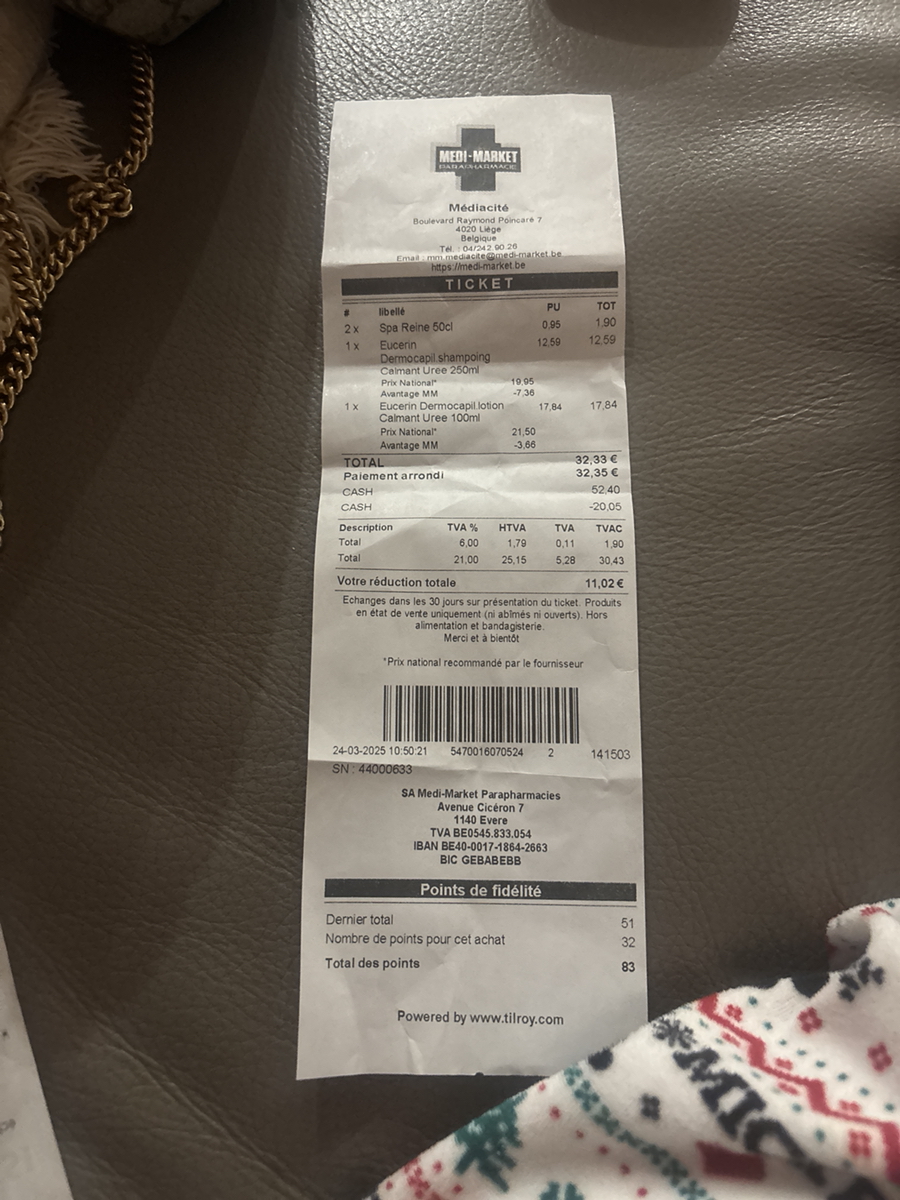 MEDI-MARKET
PARAPHARMACIE
Médiacité
Boulevard Raymond Poincaré 7
4020 Liège
Belgique
Tél. : 04/242 90 26
Email : mm.mediacite@medi-market.be
https://medi-market.be
TICKET
# libellé PU TOT
2 x Spa Reine 50cl 0,95 1,90
1 x Eucerin 12,59 12,59
Dermocapil shampoing
Calmant Uree 250ml
Prix National* 19,95
Avantage MM -7,36
1 x Eucerin Dermocapil lotion 17,84 17,84
Calmant Uree 100ml
Prix National* 21,50
Avantage MM -3,66
TOTAL 32,33 €
Paiement arrondi 32,35 €
CASH 52,40
CASH -20,05
Description TVA % HTVA TVA TVAC
Total 6,00 1,79 0,11 1,90
Total 21,00 25,15 5,28 30,43
Votre réduction totale 11,02 €
Echanges dans les 30 jours sur présentation du ticket. Produits
en état de vente uniquement (ni abîmés ni ouverts). Hors
alimentation et bandagisterie.
Merci et à bientôt
*Prix national recommandé par le fournisseur
24-03-2025 10:50:21 5470016070524 2 141503
SN : 44000633
SA Medi-Market Parapharmacies
Avenue Cicéron 7
1140 Evere
TVA BE0545.833.054
IBAN BE40-0017-1864-2663
BIC GEBABEBB
Points de fidélité
Dernier total 51
Nombre de points pour cet achat 32
Total des points 83
Powered by www.tilroy.com